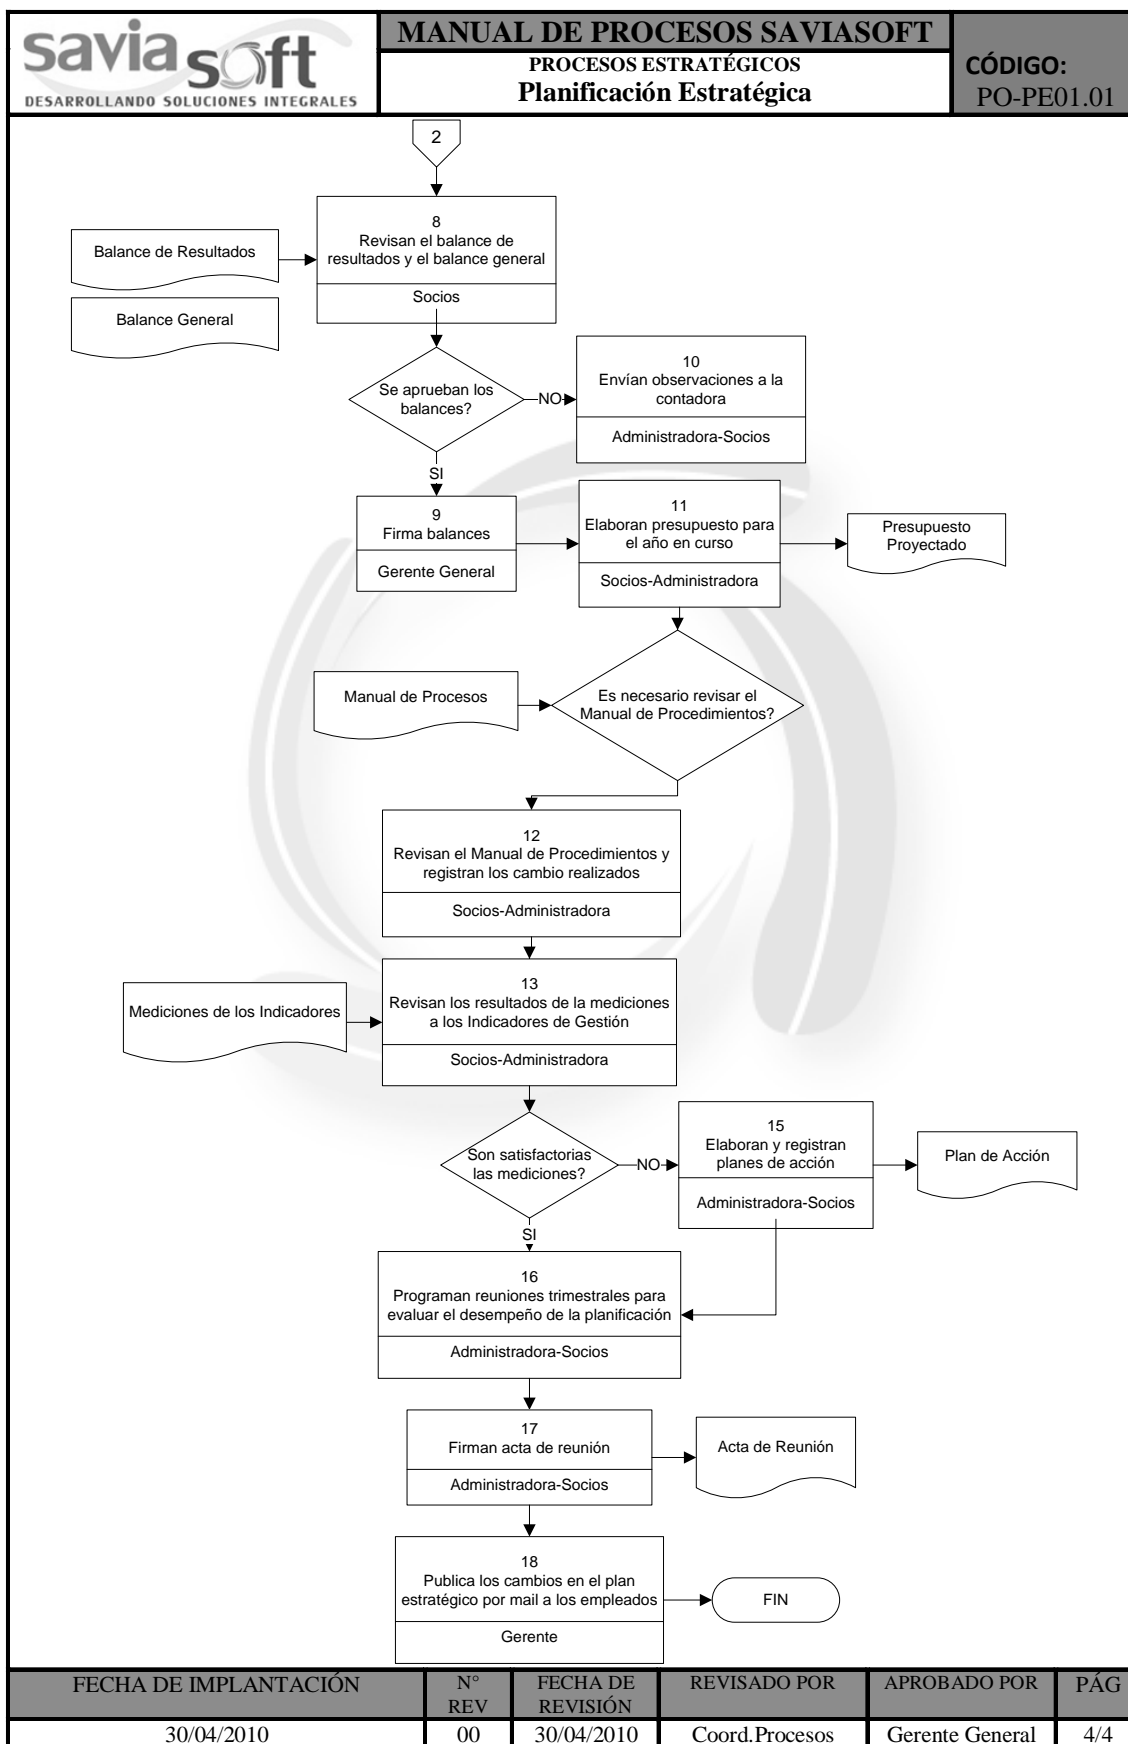 savia soft
DESARROLLANDO SOLUCIONES INTEGRALES
MANUAL DE PROCESOS SAVIASOFT
PROCESOS ESTRATÉGICOS
Planificación Estratégica
CÓDIGO:
PO-PE01.01
2
8
Revisan el balance de
resultados y el balance general
Socios
Balance de Resultados
Balance General
Se aprueban los
balances?
NO
10
Envían observaciones a la
contadora
Administradora-Socios
SI
9
Firma balances
Gerente General
11
Elaboran presupuesto para
el año en curso
Socios-Administradora
Presupuesto
Proyectado
Manual de Procesos
Es necesario revisar el
Manual de Procedimientos?
12
Revisan el Manual de Procedimientos y
registran los cambio realizados
Socios-Administradora
Mediciones de los Indicadores
13
Revisan los resultados de la mediciones
a los Indicadores de Gestión
Socios-Administradora
Son satisfactorias
las mediciones?
NO
15
Elaboran y registran
planes de acción
Administradora-Socios
Plan de Acción
SI
16
Programan reuniones trimestrales para
evaluar el desempeño de la planificación
Administradora-Socios
17
Firman acta de reunión
Administradora-Socios
Acta de Reunión
18
Publica los cambios en el plan
estratégico por mail a los empleados
Gerente
FIN
FECHA DE IMPLANTACIÓN
N°
REV
FECHA DE
REVISIÓN
REVISADO POR
APROBADO POR
PÁG
30/04/2010
00
30/04/2010
Coord.Procesos
Gerente General
4/4